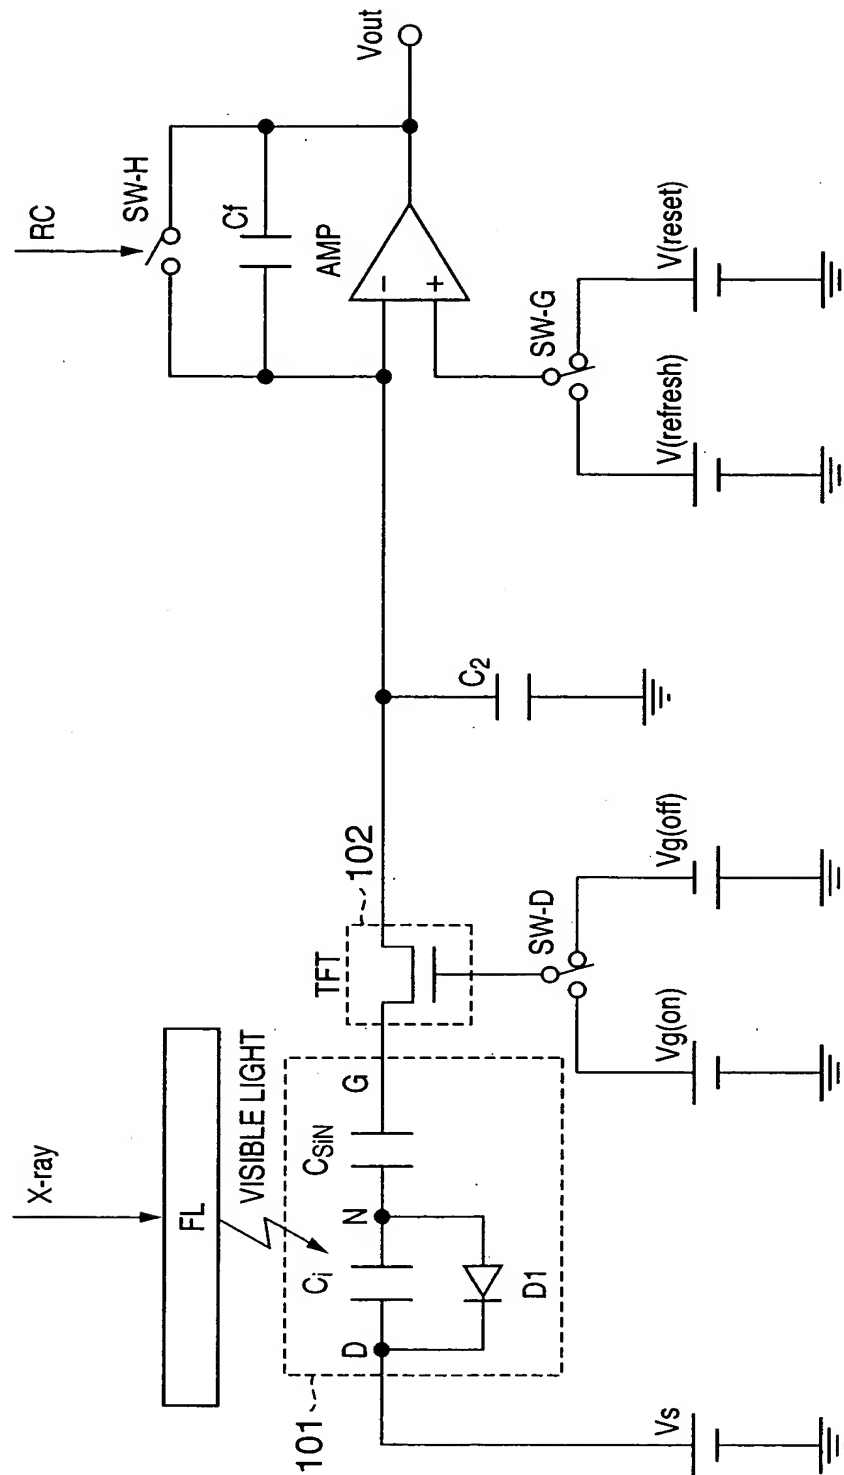 X-ray
FL
VISIBLE LIGHT
101
D
Ci
N
CSiN
G
D1
Vs
TFT
102
SW-D
Vg(on)
Vg(off)
C2
RC
SW-H
Cf
AMP
−
+
Vout
SW-G
V(refresh)
V(reset)